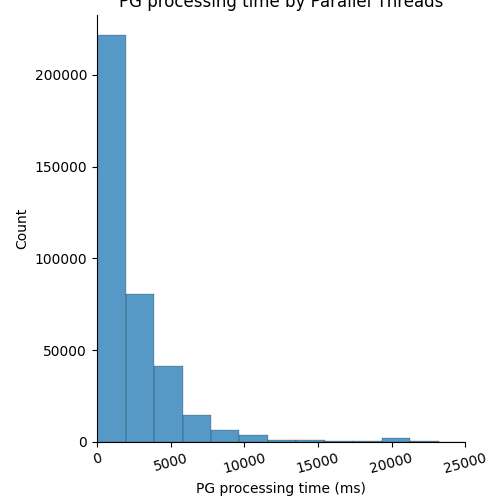 PG processing time by Parallel Threads
Count
200000
150000
100000
50000
0
0 5000 10000 15000 20000 25000
PG processing time (ms)